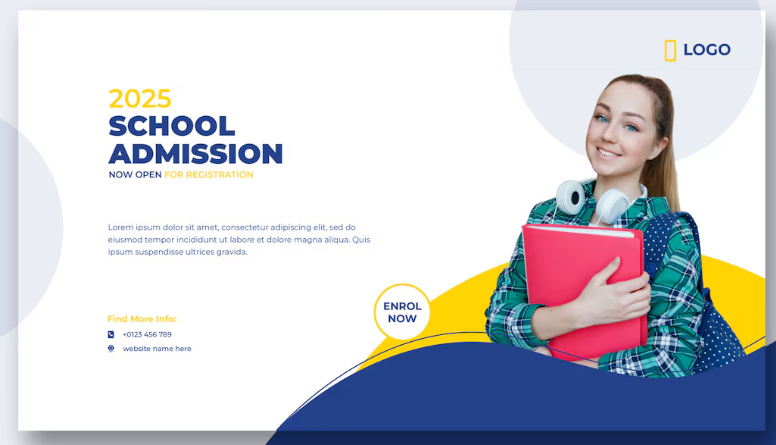 LOGO
2025
SCHOOL
ADMISSION
NOW OPEN FOR REGISTRATION
Lorem ipsum dolor sit amet, consectetur adipiscing elit, sed do
eiusmod tempor incididunt ut labore et dolore magna aliqua. Quis
ipsum suspendisse ultrices gravida.
ENROL
NOW
Find More Info:
+0123 456 789
website name here